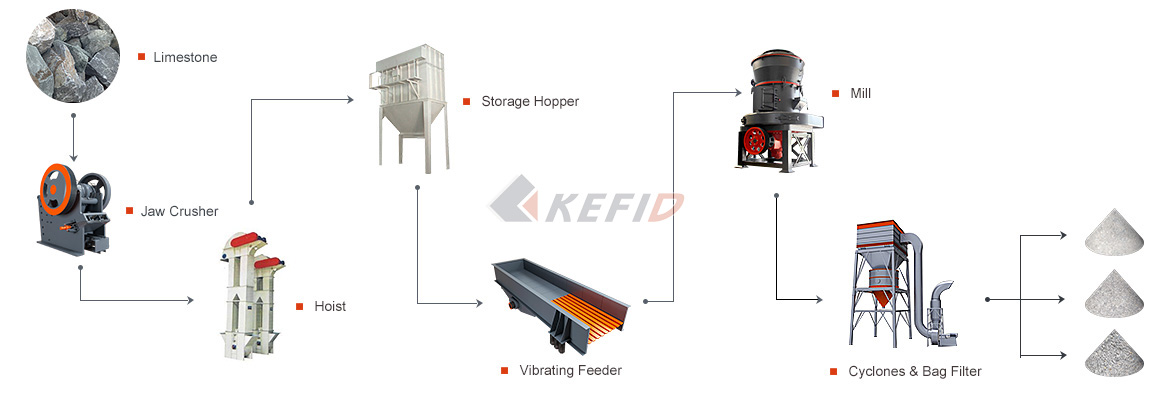 Limestone
Jaw Crusher
Hoist
Storage Hopper
KEFID
Vibrating Feeder
Mill
Cyclones & Bag Filter